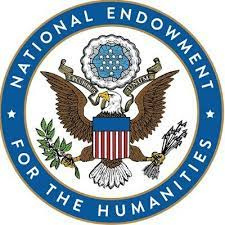 NATIONAL ENDOWMENT
FOR THE HUMANITIES